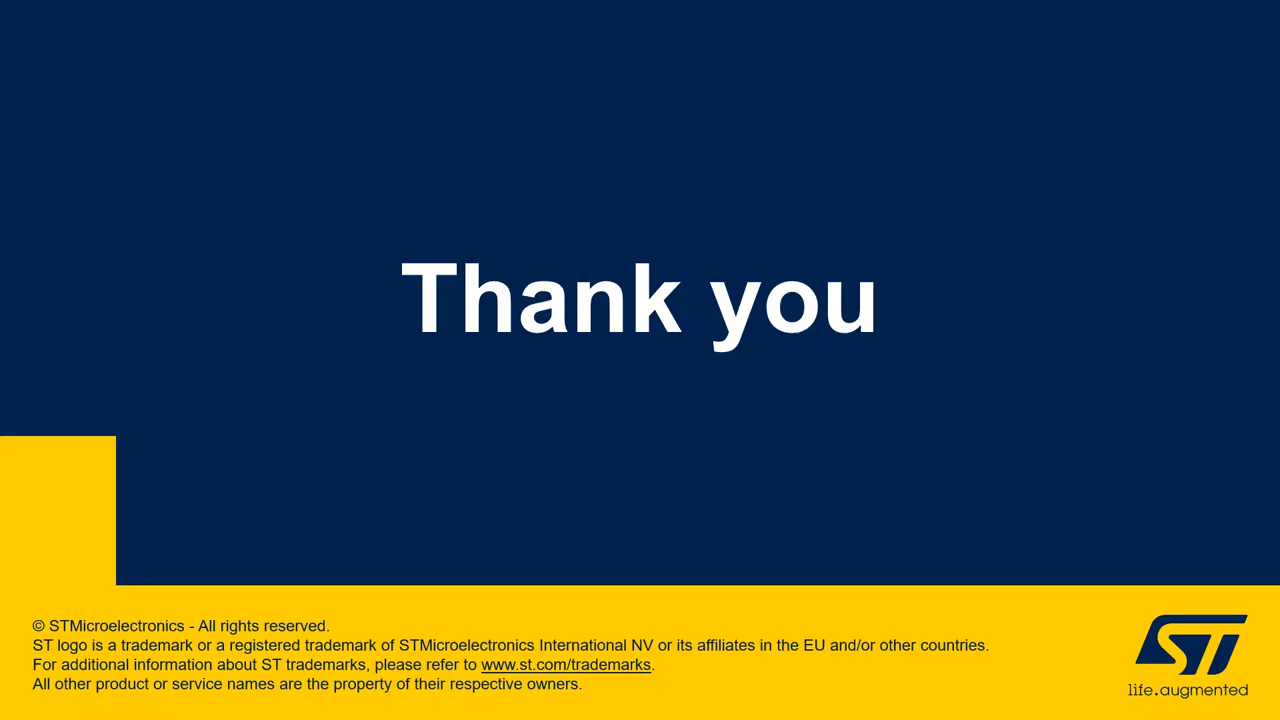 Thank you
© STMicroelectronics - All rights reserved.
ST logo is a trademark or a registered trademark of STMicroelectronics International NV or its affiliates in the EU and/or other countries.
For additional information about ST trademarks, please refer to www.st.com/trademarks.
All other product or service names are the property of their respective owners.
ST
life.augmented